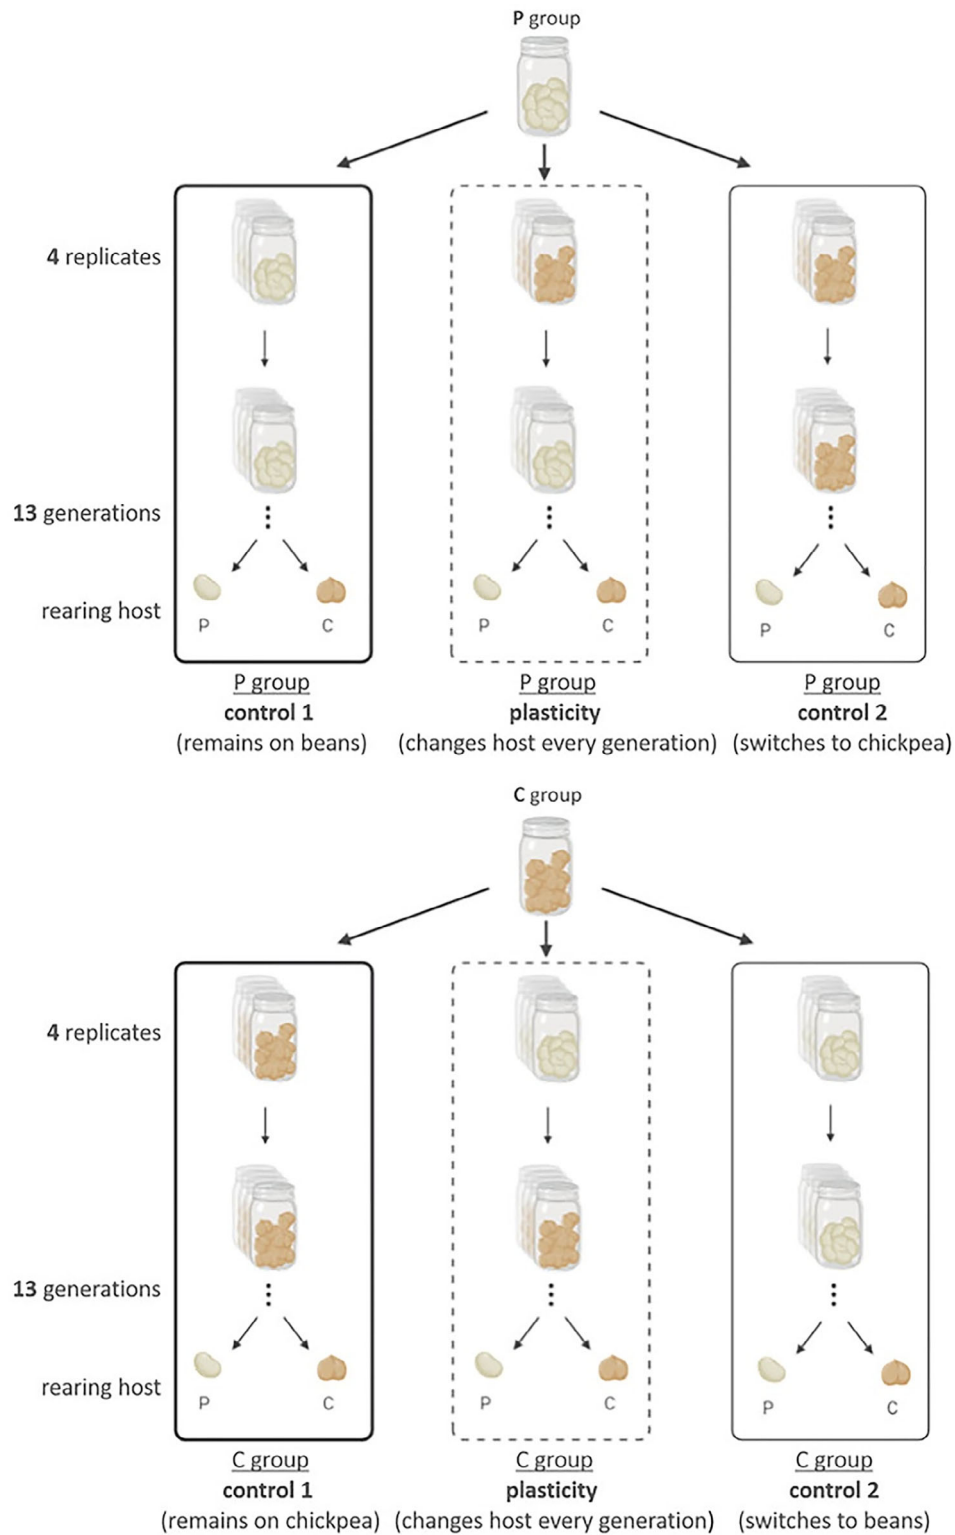 P group
4 replicates
13 generations
rearing host
P C P C P C
P group P group P group
control 1 plasticity control 2
(remains on beans) (changes host every generation) (switches to chickpea)
C group
4 replicates
13 generations
rearing host
P C P C P C
C group C group C group
control 1 plasticity control 2
(remains on chickpea) (changes host every generation) (switches to beans)